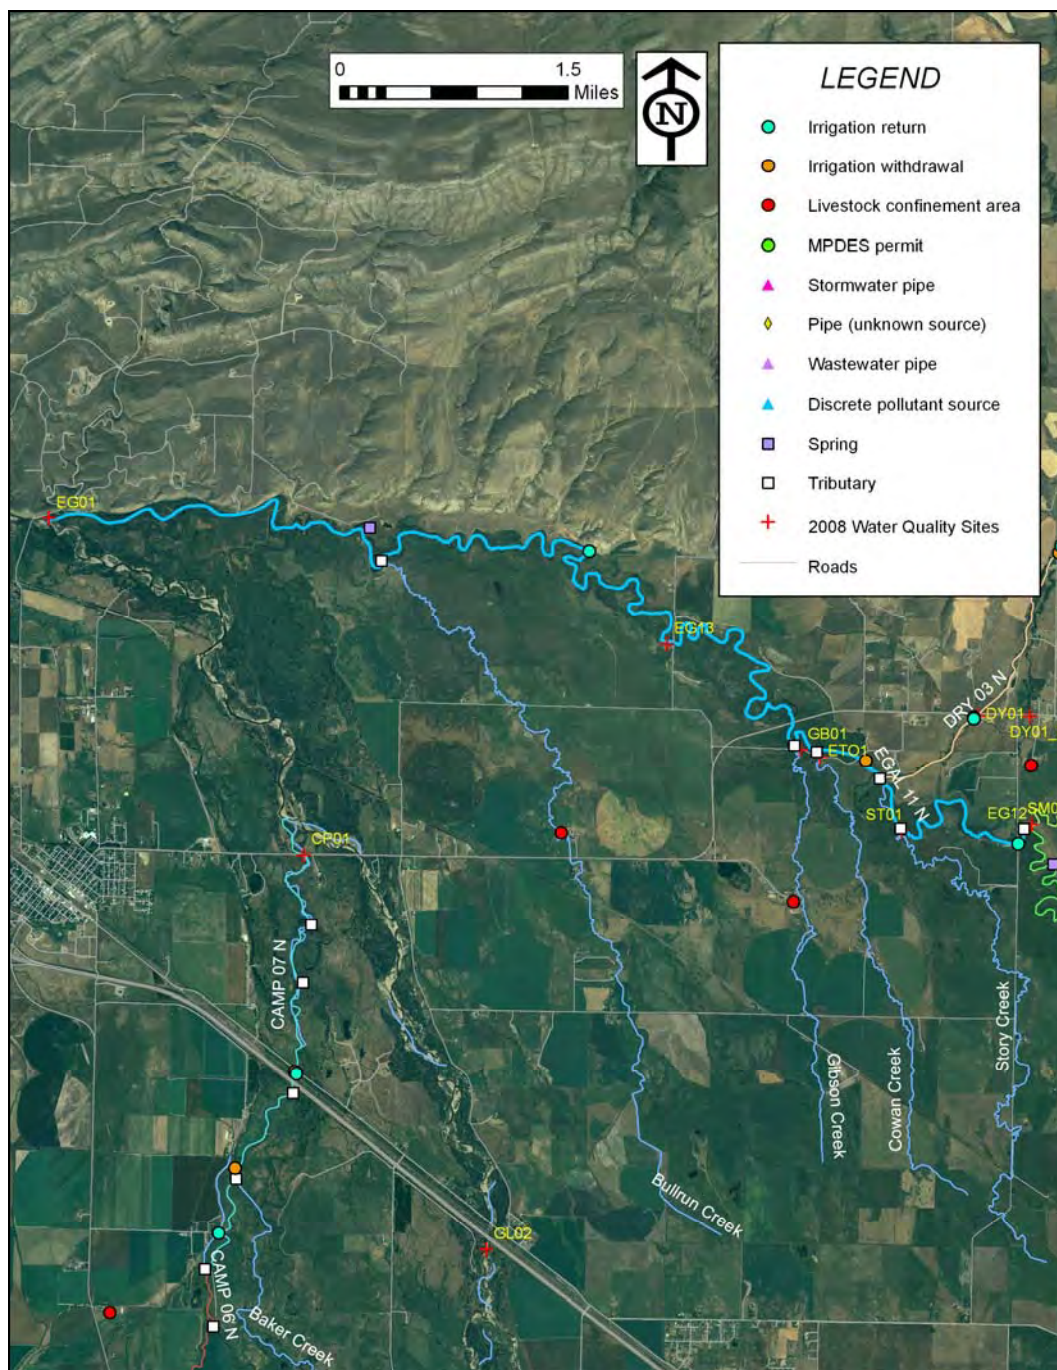 0 1.5
Miles
N
LEGEND
Irrigation return
Irrigation withdrawal
Livestock confinement area
MPDES permit
Stormwater pipe
Pipe (unknown source)
Wastewater pipe
Discrete pollutant source
Spring
Tributary
2008 Water Quality Sites
Roads
EG01
EG13
DRY 03 N
DY01
DY01_
GB01
ETO1
EGAL 11 N
ST01
EG12
SM0
CP01
CAMP 07 N
Story Creek
Gibson Creek
Cowan Creek
Bullrun Creek
GL02
CAMP 06 N
Baker Creek